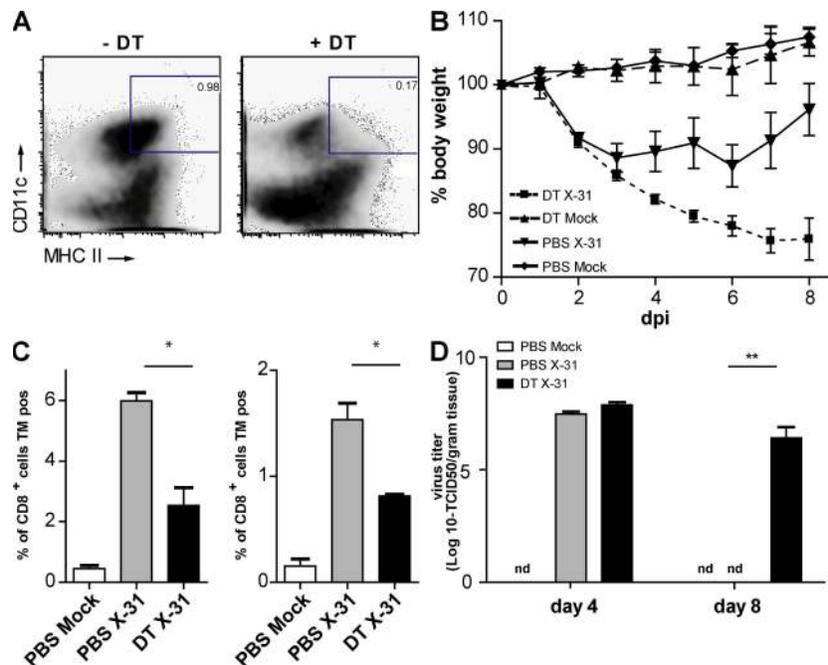 A
- DT
+ DT
0.98
0.17
CD11c
MHC II
B
110
100
90
80
70
% body weight
DT X-31
DT Mock
PBS X-31
PBS Mock
0 2 4 6 8
dpi
C
*
6
4
2
0
% of CD8 + cells TM pos
PBS Mock
PBS X-31
DT X-31
*
2
1
0
% of CD8 + cells TM pos
PBS Mock
PBS X-31
DT X-31
D
PBS Mock
PBS X-31
DT X-31
**
10
5
0
virus titer
(Log 10-TCID50/gram tissue)
nd
nd nd
day 4 day 8